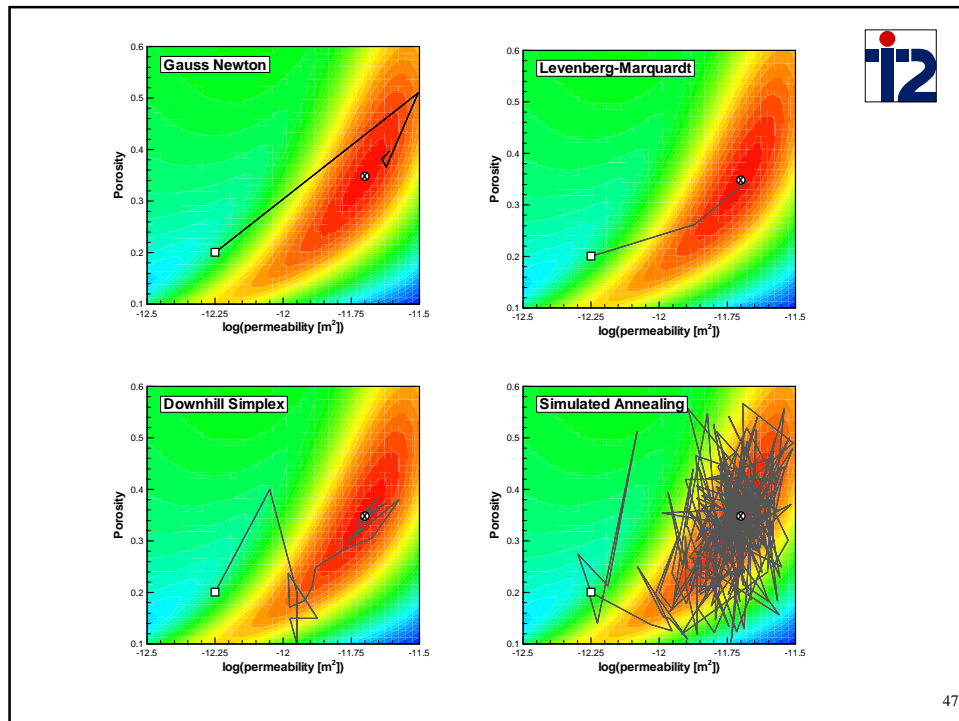 Gauss Newton
0.6
0.5
0.4
0.3
0.2
0.1
Porosity
-12.5 -12.25 -12 -11.75 -11.5
log(permeability [m²])
Levenberg-Marquardt
0.6
0.5
0.4
0.3
0.2
0.1
Porosity
-12.5 -12.25 -12 -11.75 -11.5
log(permeability [m²])
iT2
Downhill Simplex
0.6
0.5
0.4
0.3
0.2
0.1
Porosity
-12.5 -12.25 -12 -11.75 -11.5
log(permeability [m²])
Simulated Annealing
0.6
0.5
0.4
0.3
0.2
0.1
Porosity
-12.5 -12.25 -12 -11.75 -11.5
log(permeability [m²])
47